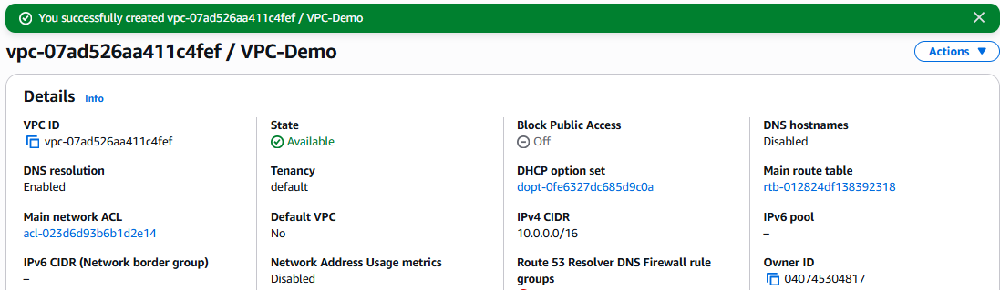 You successfully created vpc-07ad526aa411c4fef / VPC-Demo
vpc-07ad526aa411c4fef / VPC-Demo
Actions
Details Info
VPC ID
vpc-07ad526aa411c4fef
State
Available
Block Public Access
Off
DNS hostnames
Disabled
DNS resolution
Enabled
Tenancy
default
DHCP option set
dopt-0fe6327dc685d9c0a
Main route table
rtb-012824df138392318
Main network ACL
acl-023d6d93b6b1d2e14
Default VPC
No
IPv4 CIDR
10.0.0.0/16
IPv6 pool
–
IPv6 CIDR (Network border group)
–
Network Address Usage metrics
Disabled
Route 53 Resolver DNS Firewall rule
groups
Owner ID
040745304817